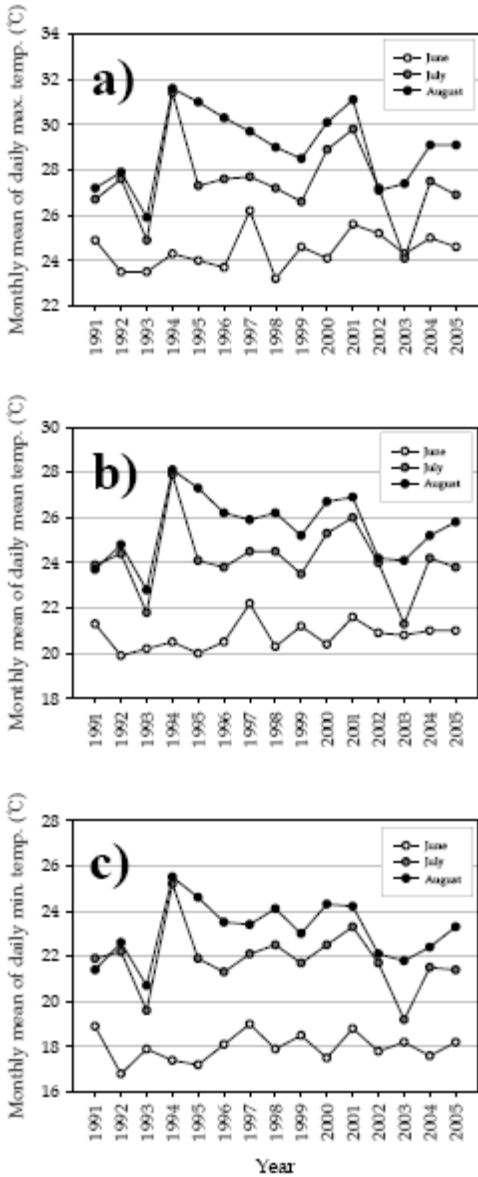 Monthly mean of daily max. temp. (℃)
34
32
30
28
26
24
22
a)
June
July
August
1991 1992 1993 1994 1995 1996 1997 1998 1999 2000 2001 2002 2003 2004 2005
Monthly mean of daily mean temp. (℃)
30
28
26
24
22
20
18
b)
June
July
August
1991 1992 1993 1994 1995 1996 1997 1998 1999 2000 2001 2002 2003 2004 2005
Monthly mean of daily min. temp. (℃)
28
26
24
22
20
18
16
c)
June
July
August
1991 1992 1993 1994 1995 1996 1997 1998 1999 2000 2001 2002 2003 2004 2005
Year